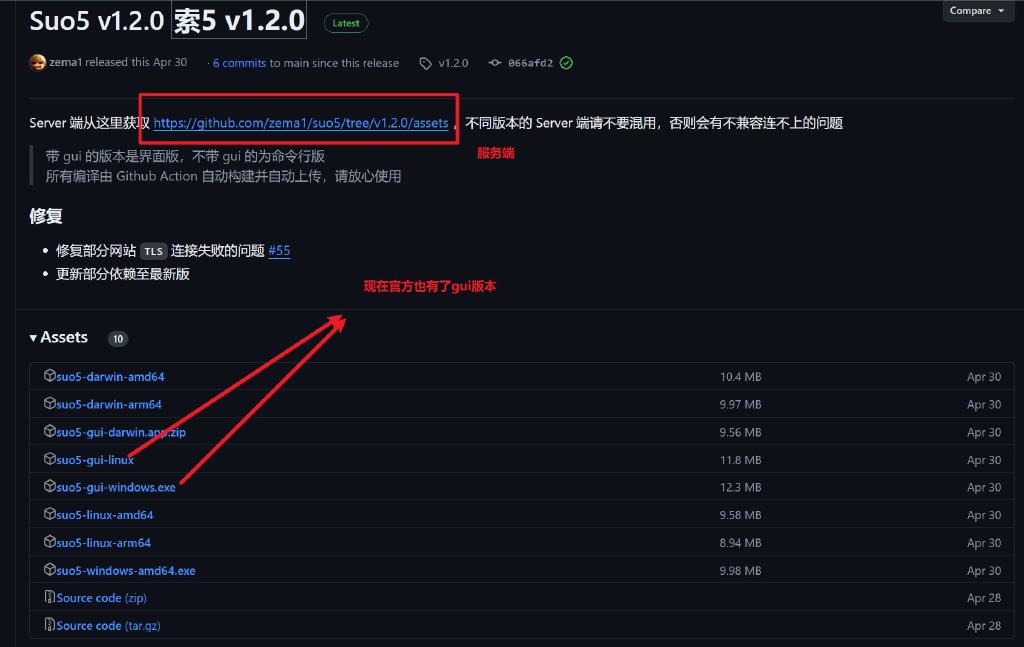 Suo5 v1.2.0 索5 v1.2.0 Latest
Compare
zema1 released this Apr 30 · 6 commits to main since this release v1.2.0 066afd2
Server 端从这里获取 https://github.com/zema1/suo5/tree/v1.2.0/assets ，不同版本的 Server 端请不要混用，否则会有不兼容连不上的问题
服务端
带 gui 的版本是界面版，不带 gui 的为命令行版
所有编译由 Github Action 自动构建并自动上传，请放心使用
修复
修复部分网站 TLS 连接失败的问题 #55
更新部分依赖至最新版
现在官方也有了gui版本
Assets 10
suo5-darwin-amd64 10.4 MB Apr 30
suo5-darwin-arm64 9.97 MB Apr 30
suo5-gui-darwin.app.zip 9.56 MB Apr 30
suo5-gui-linux 11.8 MB Apr 30
suo5-gui-windows.exe 12.3 MB Apr 30
suo5-linux-amd64 9.58 MB Apr 30
suo5-linux-arm64 8.94 MB Apr 30
suo5-windows-amd64.exe 9.98 MB Apr 30
Source code (zip) Apr 28
Source code (tar.gz) Apr 28